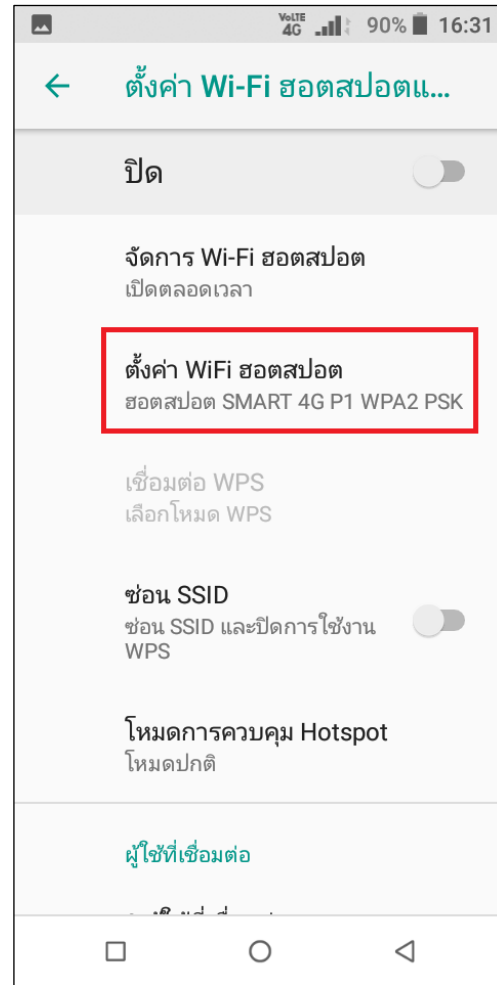 VoLTE
4G 90% 16:31
ตั้งค่า Wi-Fi ฮอตสปอตแ...
ปิด
จัดการ Wi-Fi ฮอตสปอต
เปิดตลอดเวลา
ตั้งค่า WiFi ฮอตสปอต
ฮอตสปอต SMART 4G P1 WPA2 PSK
เชื่อมต่อ WPS
เลือกโหมด WPS
ซ่อน SSID
ซ่อน SSID และปิดการใช้งาน
WPS
โหมดการควบคุม Hotspot
โหมดปกติ
ผู้ใช้ที่เชื่อมต่อ